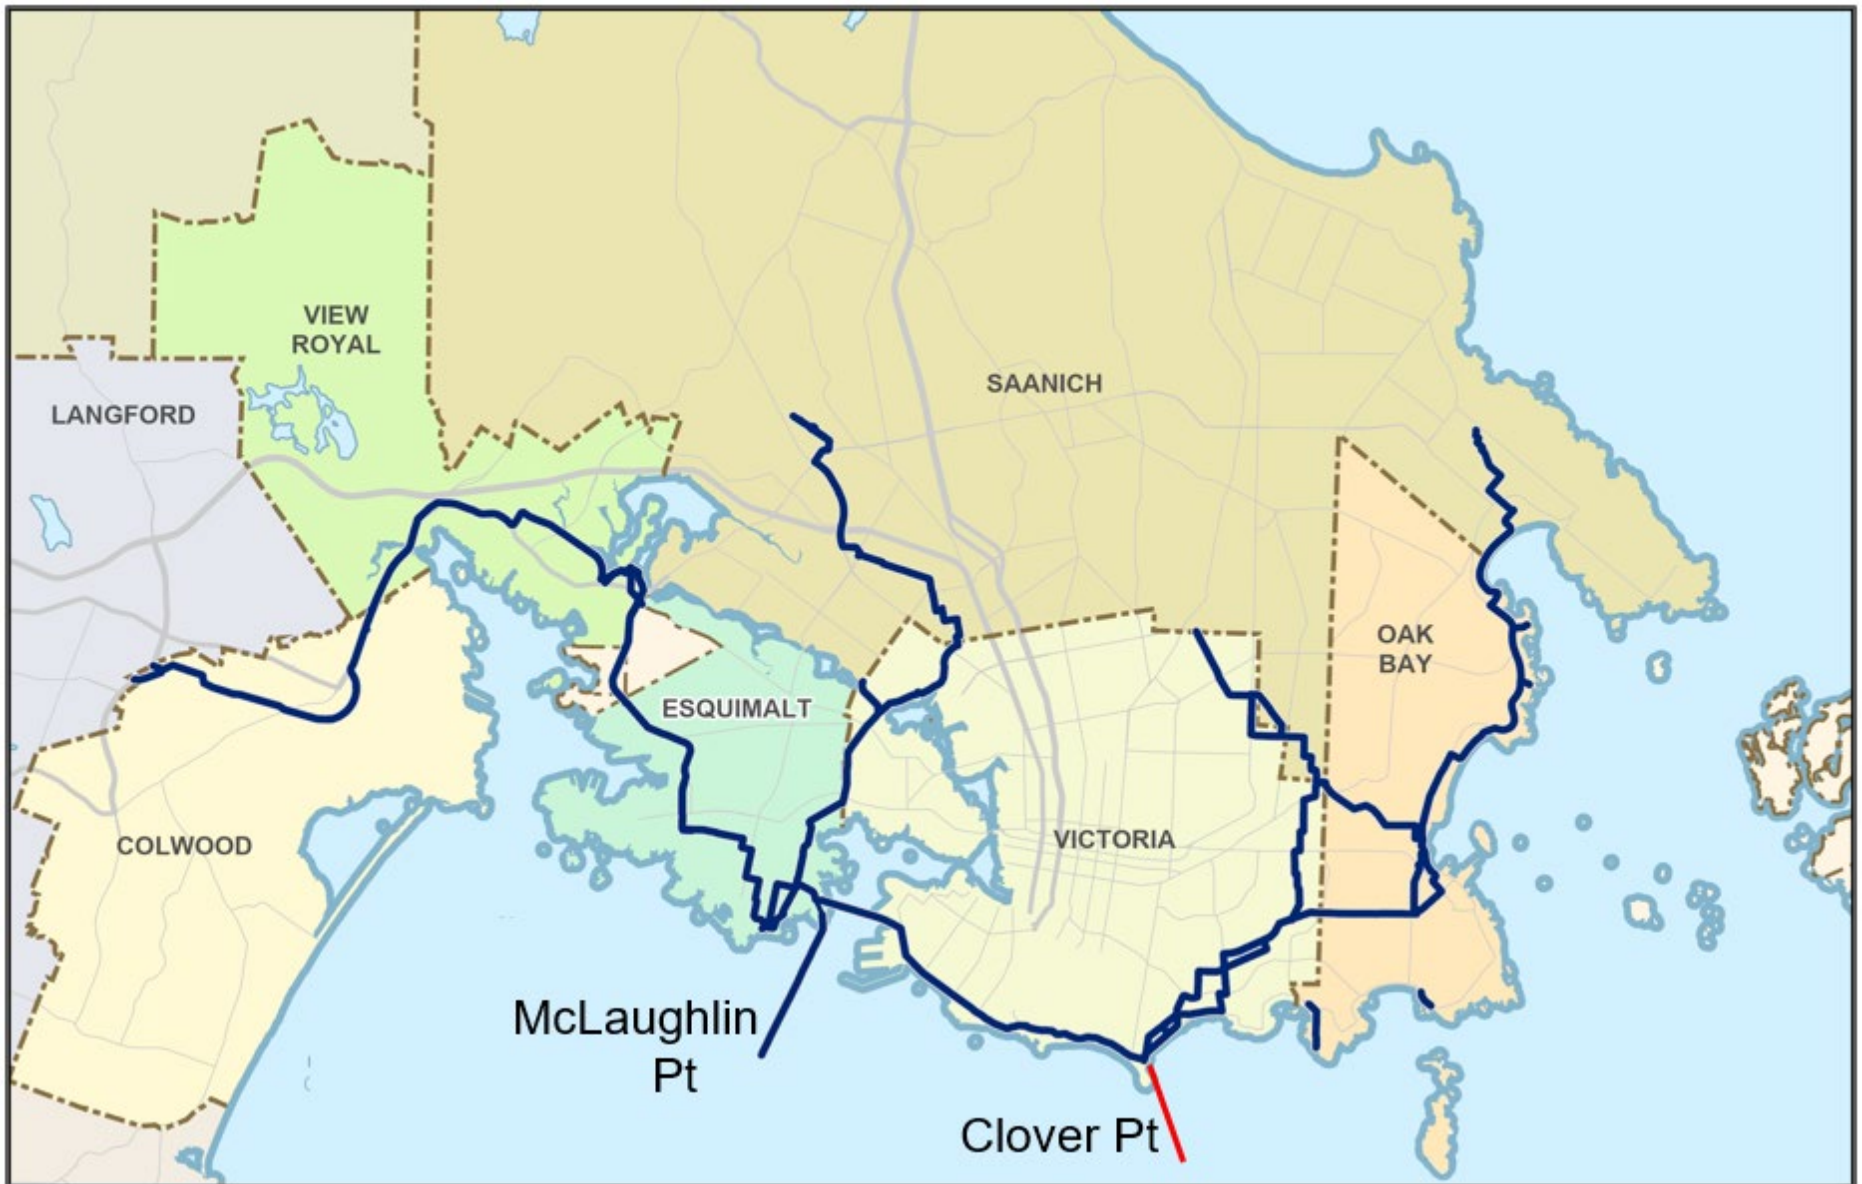 VIEW
ROYAL
SAANICH
LANGFORD
OAK
BAY
ESQUIMALT
COLWOOD
VICTORIA
McLaughlin
Pt
Clover Pt